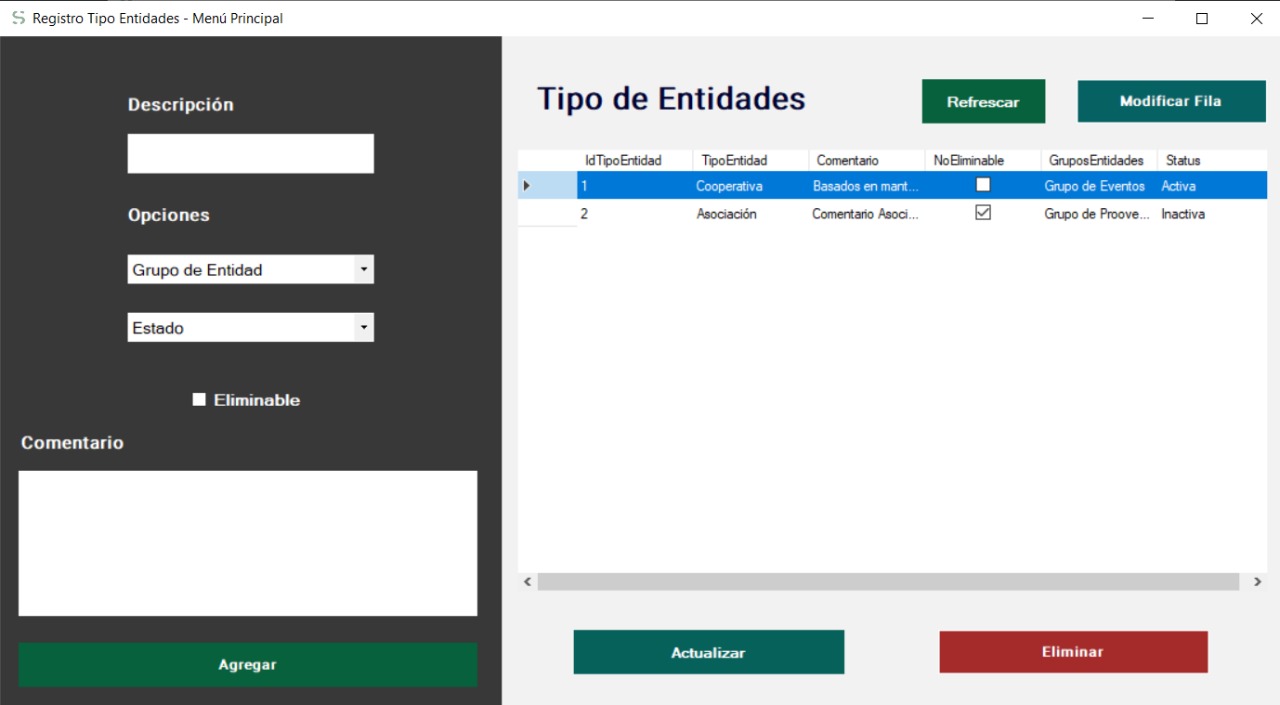 Registro Tipo Entidades - Menú Principal
Descripción
Opciones
Grupo de Entidad
Estado
Eliminable
Comentario
Agregar
Tipo de Entidades
Refrescar
Modificar Fila
IdTipoEntidad TipoEntidad Comentario NoEliminable GruposEntidades Status
1 Cooperativa Basados en mant... Grupo de Eventos Activa
2 Asociación Comentario Asoci... Grupo de Proove... Inactiva
Actualizar
Eliminar